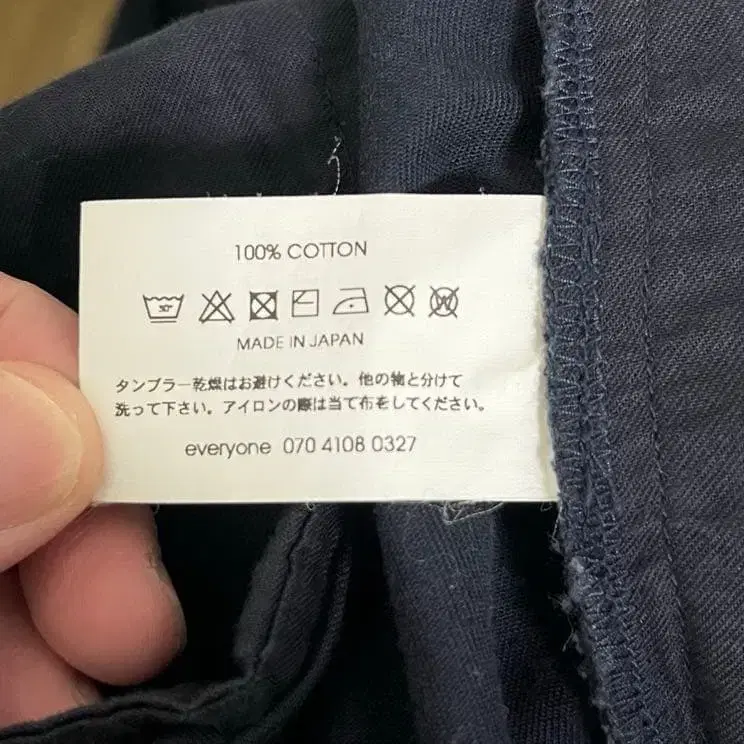 100% COTTON
30°
W
MADE IN JAPAN
タンブラー乾燥はお避けください。他の物と分けて
洗って下さい。アイロンの際は当て布をしてください。
everyone 070 4108 0327